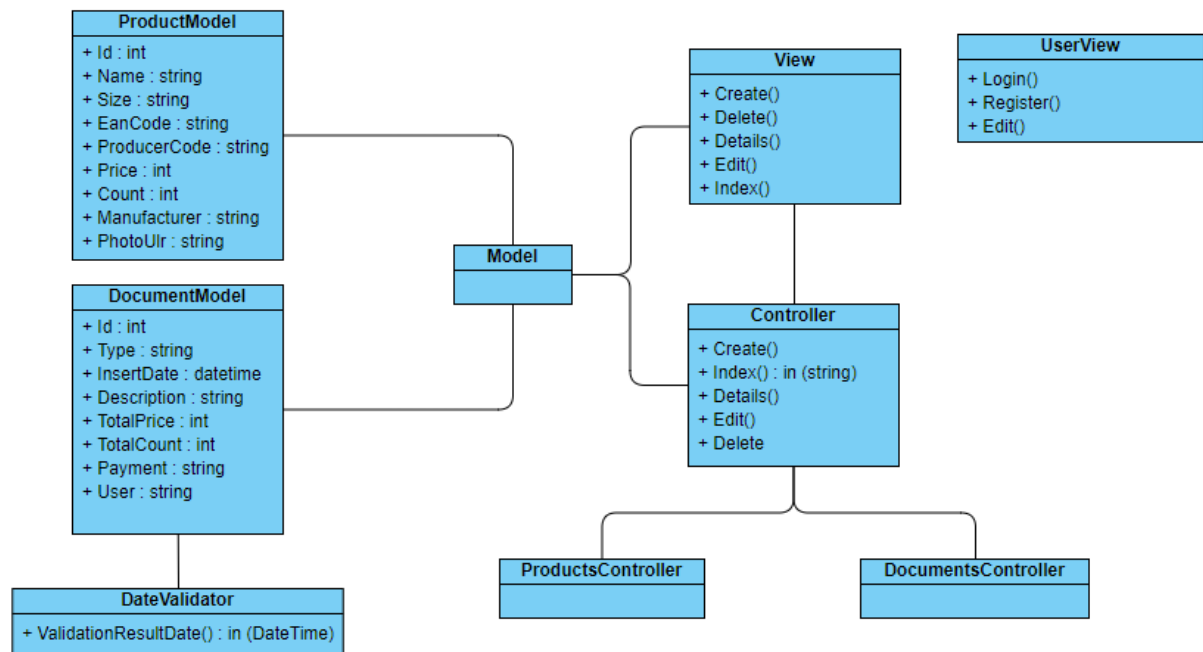 ProductModel
+ Id : int
+ Name : string
+ Size : string
+ EanCode : string
+ ProducerCode : string
+ Price : int
+ Count : int
+ Manufacturer : string
+ PhotoUlr : string
DocumentModel
+ Id : int
+ Type : string
+ InsertDate : datetime
+ Description : string
+ TotalPrice : int
+ TotalCount : int
+ Payment : string
+ User : string
DateValidator
+ ValidationResultDate() : in (DateTime)
Model
View
+ Create()
+ Delete()
+ Details()
+ Edit()
+ Index()
Controller
+ Create()
+ Index() : in (string)
+ Details()
+ Edit()
+ Delete
ProductsController
DocumentsController
UserView
+ Login()
+ Register()
+ Edit()